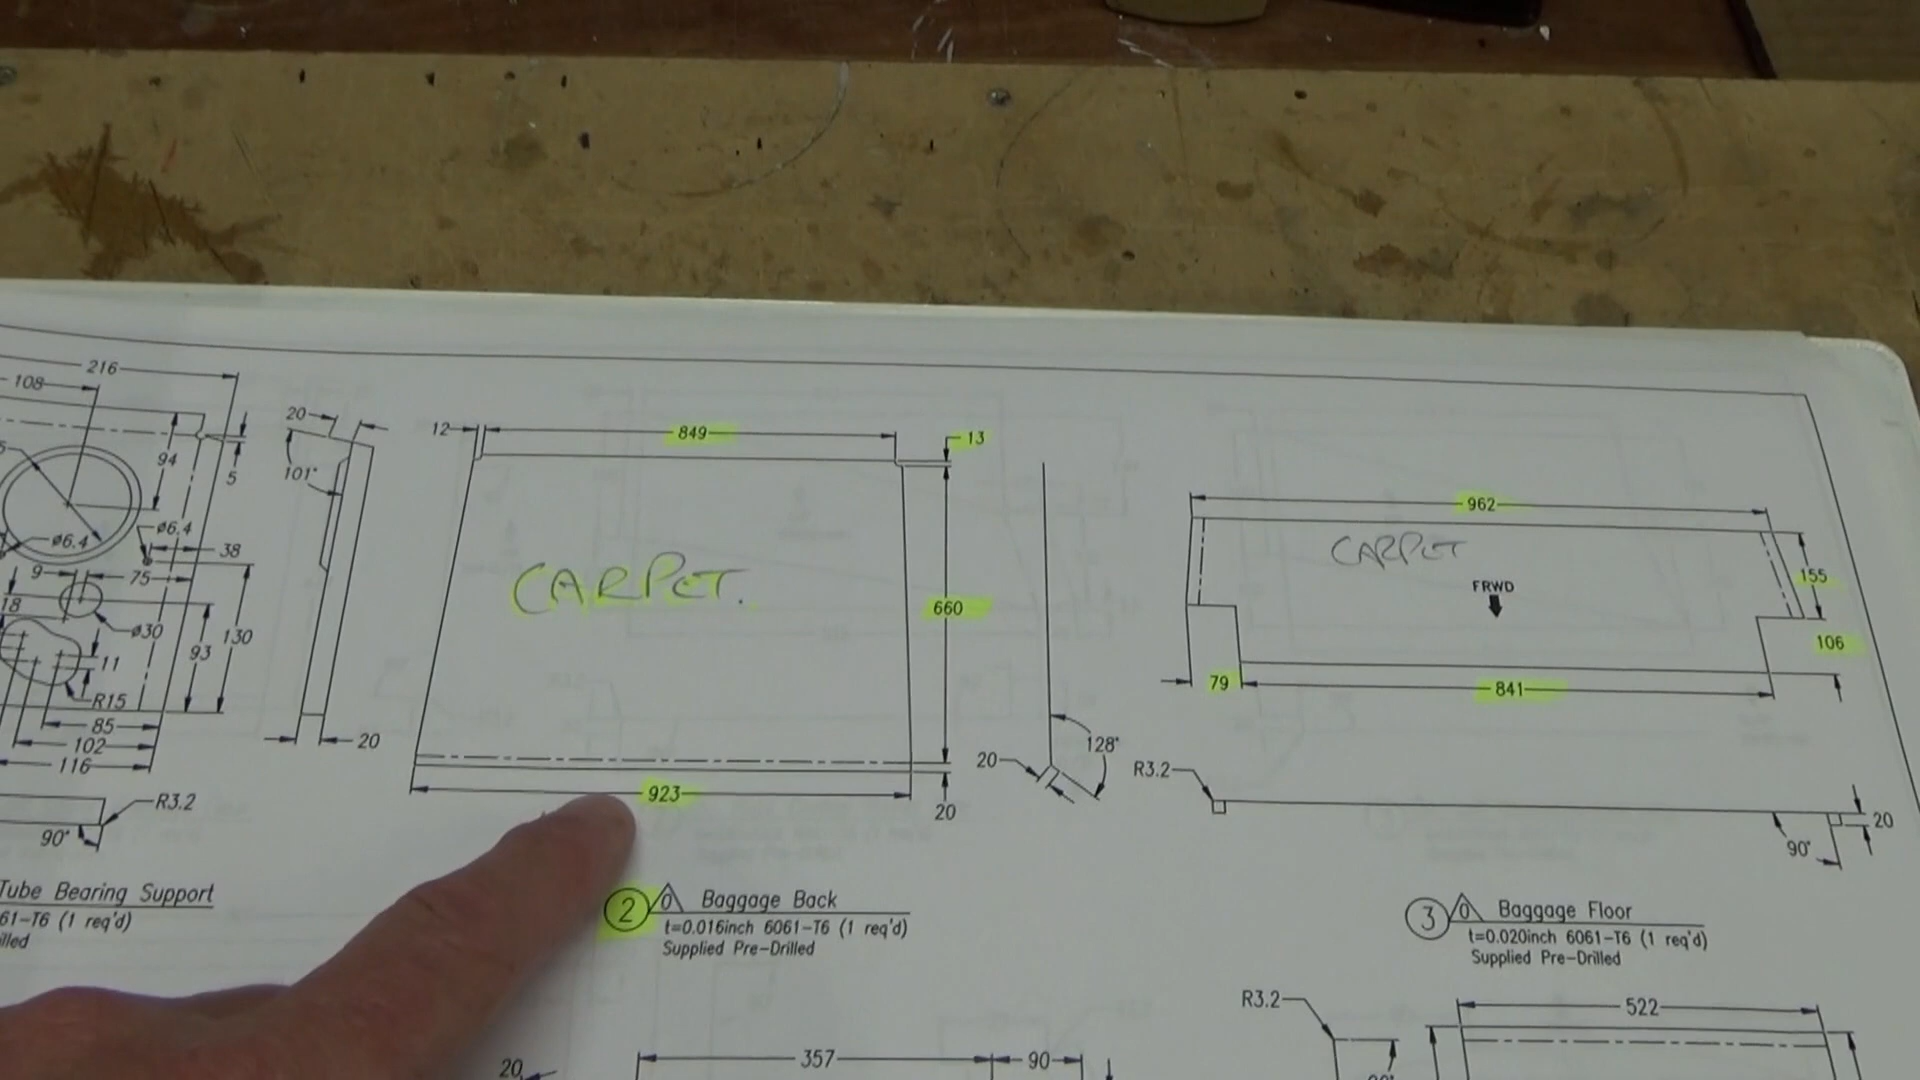 216
108
94
5
ø6.4
ø6.4
38
9
75
18
ø30
93
130
11
R15
85
102
116
R3.2
90°
Tube Bearing Support
61-T6 (1 req'd)
illed
20
101°
20
12
849
13
CARPET.
660
923
20
2
0
Baggage Back
t=0.016inch 6061-T6 (1 req'd)
Supplied Pre-Drilled
20
128°
962
CARPET
FRWD
155
106
79
841
R3.2
20
90°
3
0
Baggage Floor
t=0.020inch 6061-T6 (1 req'd)
Supplied Pre-Drilled
20
357
90
R3.2
522